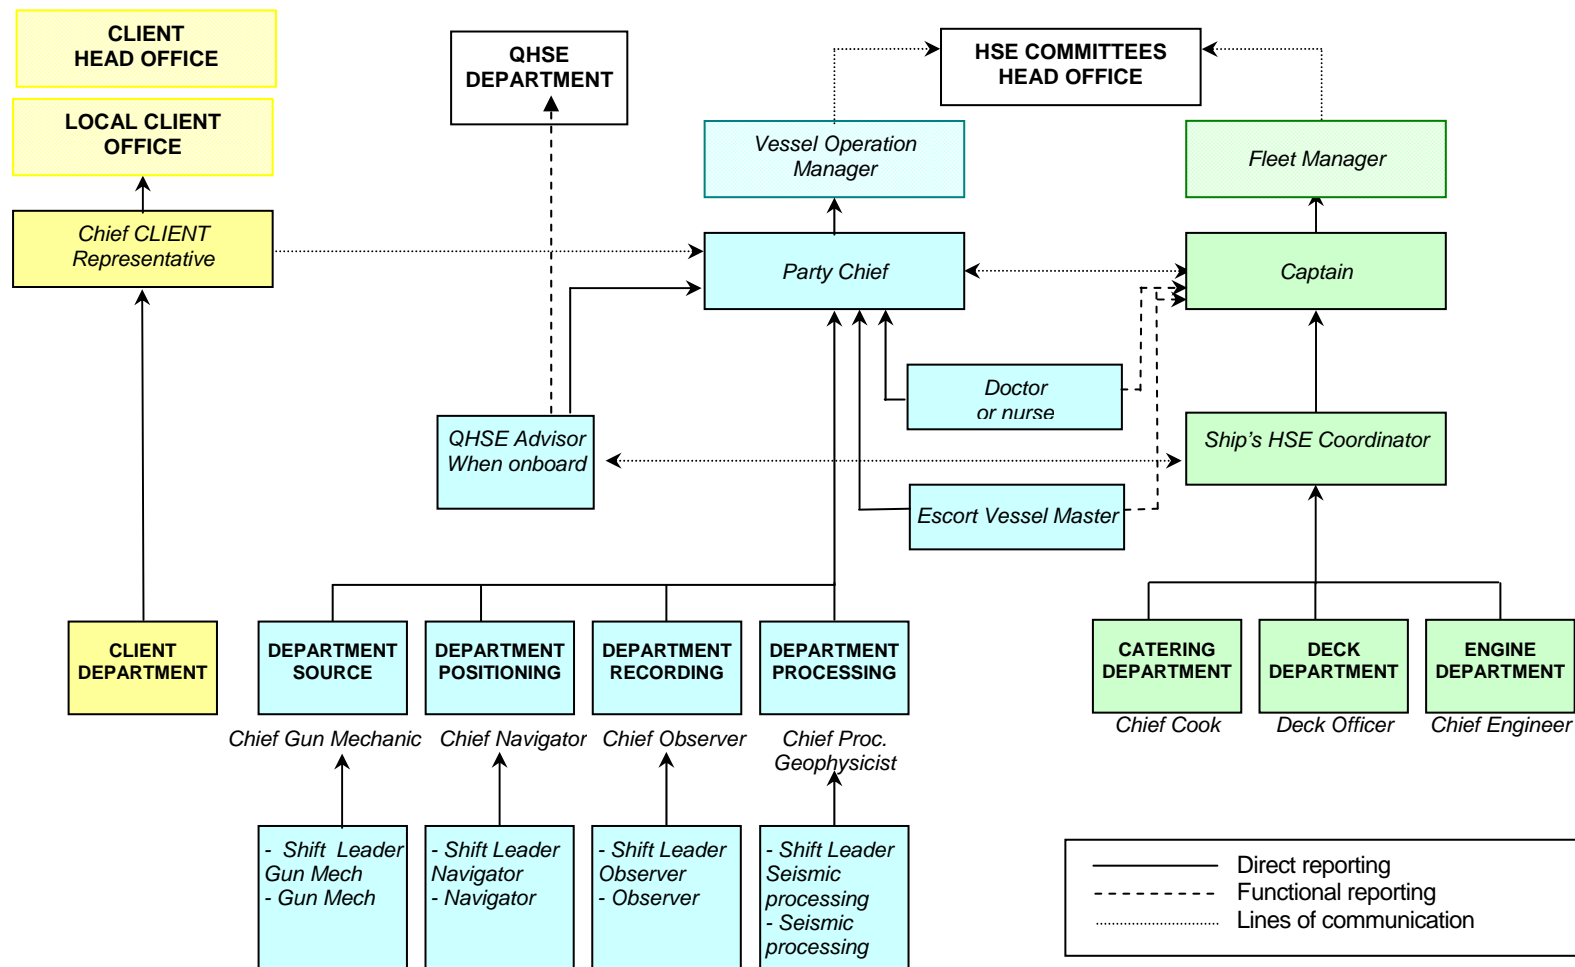 CLIENT
HEAD OFFICE
QHSE
DEPARTMENT
HSE COMMITTEES
HEAD OFFICE
LOCAL CLIENT
OFFICE
Vessel Operation
Manager
Fleet Manager
Chief CLIENT
Representative
Party Chief
Captain
Doctor
or nurse
QHSE Advisor
When onboard
Ship's HSE Coordinator
Escort Vessel Master
CLIENT
DEPARTMENT
DEPARTMENT
SOURCE
DEPARTMENT
POSITIONING
DEPARTMENT
RECORDING
DEPARTMENT
PROCESSING
CATERING
DEPARTMENT
DECK
DEPARTMENT
ENGINE
DEPARTMENT
Chief Gun Mechanic
Chief Navigator
Chief Observer
Chief Proc.
Geophysicist
Chief Cook
Deck Officer
Chief Engineer
- Shift Leader
Gun Mech
- Gun Mech
- Shift Leader
Navigator
- Navigator
- Shift Leader
Observer
- Observer
- Shift Leader
Seismic
processing
- Seismic
processing
Direct reporting
Functional reporting
Lines of communication